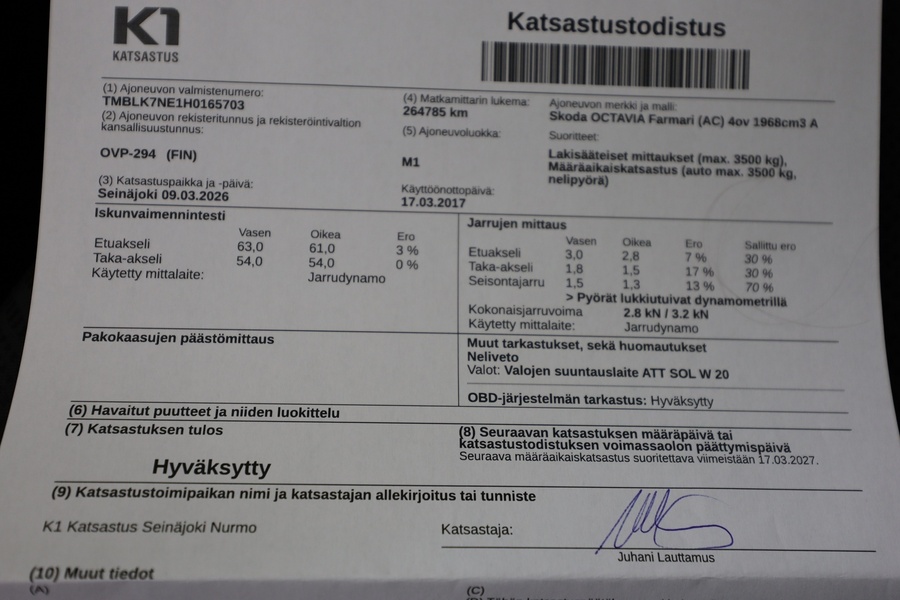 K1
KATSASTUS
Katsastustodistus
(1) Ajoneuvon valmistenumero:
TMBLK7NE1H0165703
(2) Ajoneuvon rekisteritunnus ja rekisteröintivaltion
kansallisuustunnus:
OVP-294 (FIN)
(3) Katsastuspaikka ja -päivä:
Seinäjoki 09.03.2026
(4) Matkamittarin lukema:
264785 km
(5) Ajoneuvoluokka:
M1
Käyttöönottopäivä:
17.03.2017
Ajoneuvon merkki ja malli:
Skoda OCTAVIA Farmari (AC) 4ov 1968cm3 A
Suoritteet:
Lakisääteiset mittaukset (max. 3500 kg),
Määräaikaiskatsastus (auto max. 3500 kg,
nelipyörä)
Iskunvaimennintesti
Vasen Oikea Ero
Etuakseli 63,0 61,0 3 %
Taka-akseli 54,0 54,0 0 %
Käytetty mittalaite: Jarrudynamo
Jarrujen mittaus
Vasen Oikea Ero Sallittu ero
Etuakseli 3,0 2,8 7 % 30 %
Taka-akseli 1,8 1,5 17 % 30 %
Seisontajarru 1,5 1,3 13 % 70 %
> Pyörät lukkiutuivat dynamometrillä
Kokonaisjarruvoima 2.8 kN / 3.2 kN
Käytetty mittalaite: Jarrudynamo
Pakokaasujen päästömittaus
Muut tarkastukset, sekä huomautukset
Neliveto
Valot: Valojen suuntauslaite ATT SOL W 20
OBD-järjestelmän tarkastus: Hyväksytty
(6) Havaitut puutteet ja niiden luokittelu
(7) Katsastuksen tulos
Hyväksytty
(8) Seuraavan katsastuksen määräpäivä tai
katsastustodistuksen voimassaolon päättymispäivä
Seuraava määräaikaiskatsastus suoritettava viimeistään 17.03.2027.
(9) Katsastustoimipaikan nimi ja katsastajan allekirjoitus tai tunniste
K1 Katsastus Seinäjoki Nurmo
Katsastaja:
Juhani Lauttamus
(10) Muut tiedot
(A)
(C)